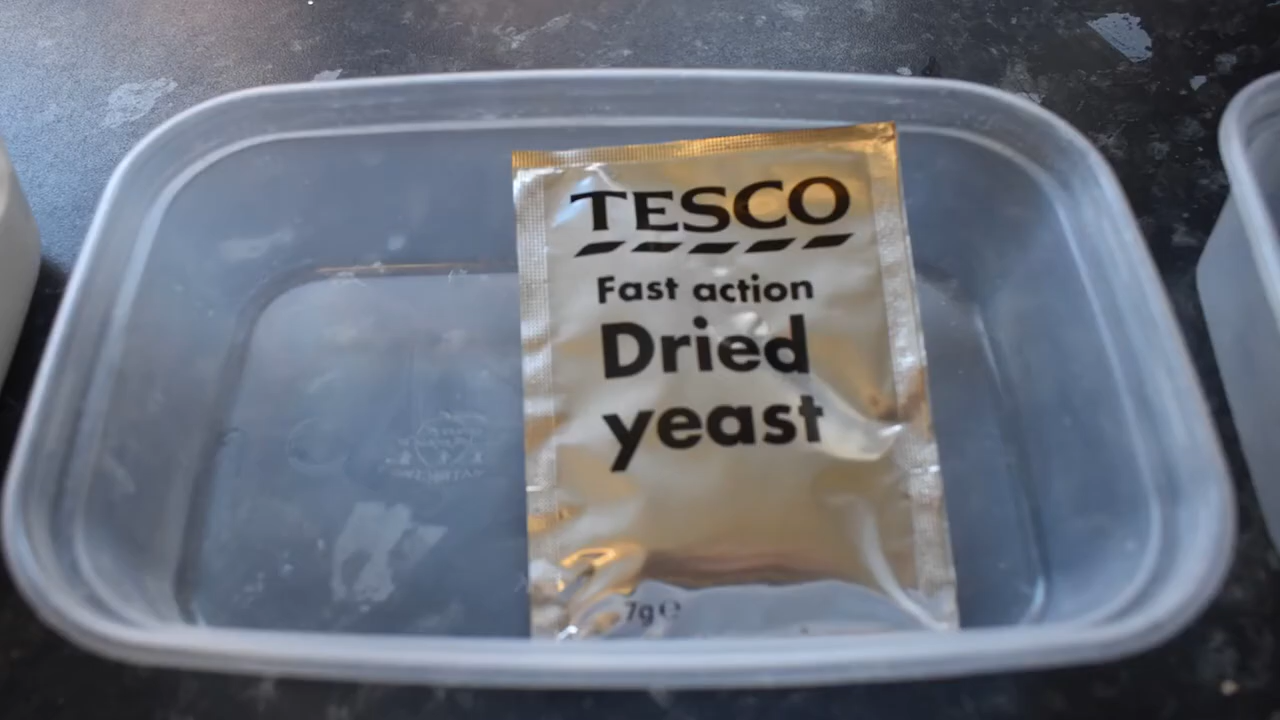 TESCO
Fast action
Dried
yeast
7g ℮